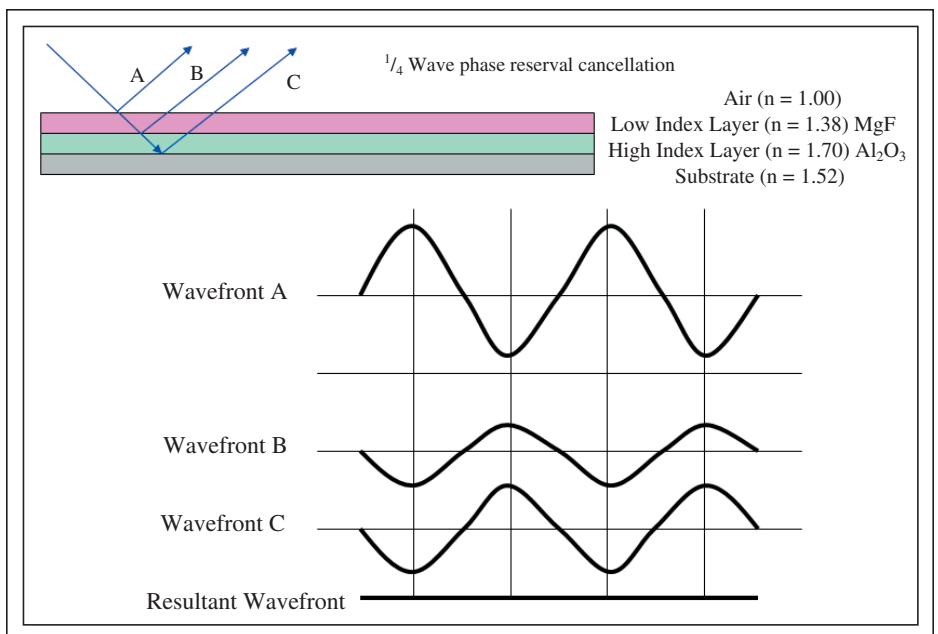 A
B
C
1/4 Wave phase reserval cancellation
Air (n = 1.00)
Low Index Layer (n = 1.38) MgF
High Index Layer (n = 1.70) Al₂O₃
Substrate (n = 1.52)
Wavefront A
Wavefront B
Wavefront C
Resultant Wavefront